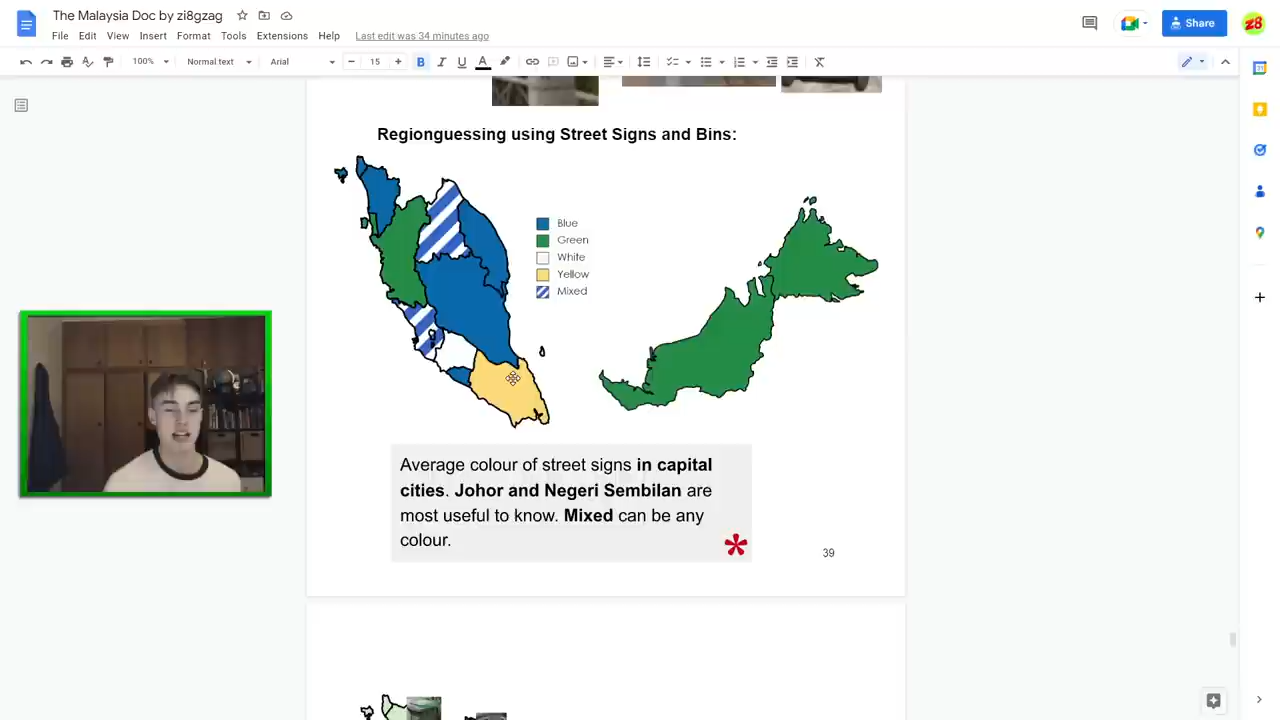 The Malaysia Doc by zi8gzag
Share
z8
File Edit View Insert Format Tools Extensions Help Last edit was 34 minutes ago
100% Normal text Arial 15
Regionguessing using Street Signs and Bins:
Blue
Green
White
Yellow
Mixed
Average colour of street signs in capital
cities. Johor and Negeri Sembilan are
most useful to know. Mixed can be any
colour.
*
39